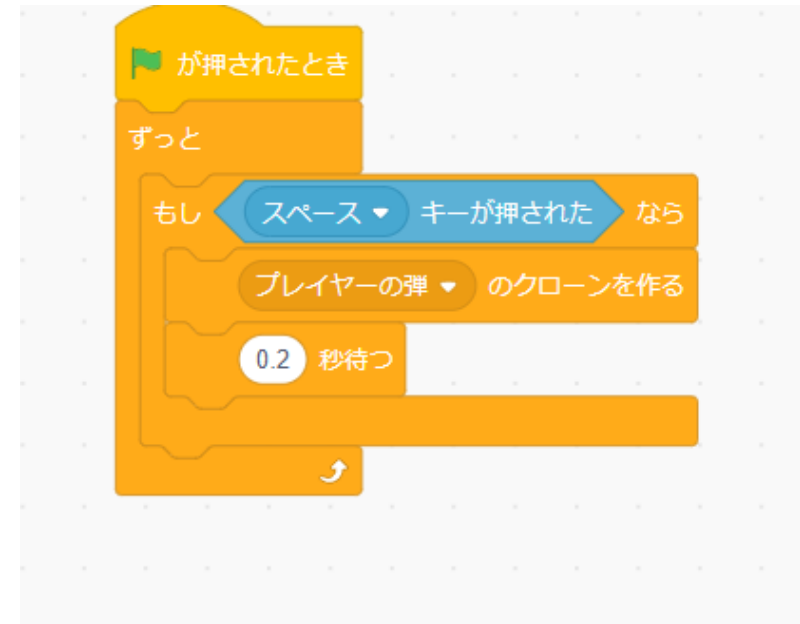 が押されたとき
ずっと
もし スペース キーが押された なら
プレイヤーの弾 のクローンを作る
0.2 秒待つ